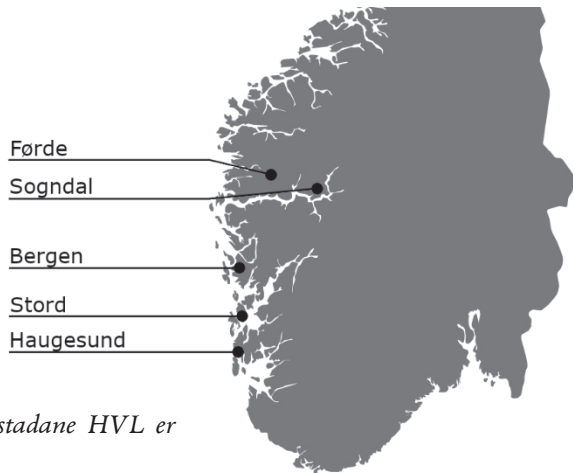 Førde
Sogndal
Bergen
Stord
Haugesund
stadane HVL er